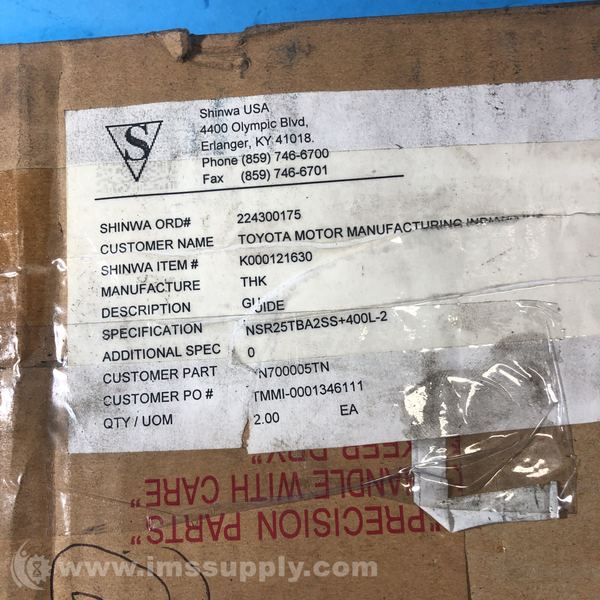 S
Shinwa USA
4400 Olympic Blvd,
Erlanger, KY 41018.
Phone (859) 746-6700
Fax (859) 746-6701
SHINWA ORD# 224300175
CUSTOMER NAME TOYOTA MOTOR MANUFACTURING
SHINWA ITEM # K000121630
MANUFACTURE THK
DESCRIPTION GUIDE
SPECIFICATION NSR25TBA2SS+400L-2
ADDITIONAL SPEC 0
CUSTOMER PART N700005TN
CUSTOMER PO # TMMI-0001346111
QTY / UOM 2.00 EA
"PRECISION PARTS"
HANDLE WITH CARE"
KEEP DRY"
www.imssupply.com